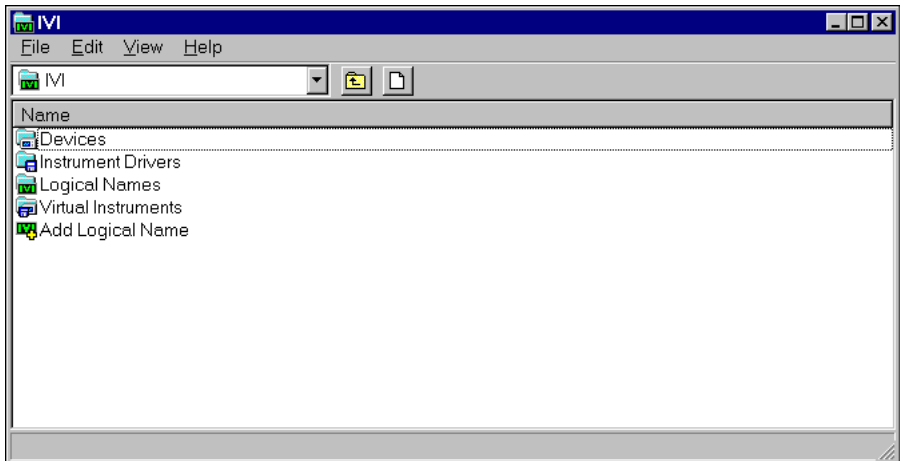 IVI
File Edit View Help
IVI
Name
Devices
Instrument Drivers
Logical Names
Virtual Instruments
Add Logical Name